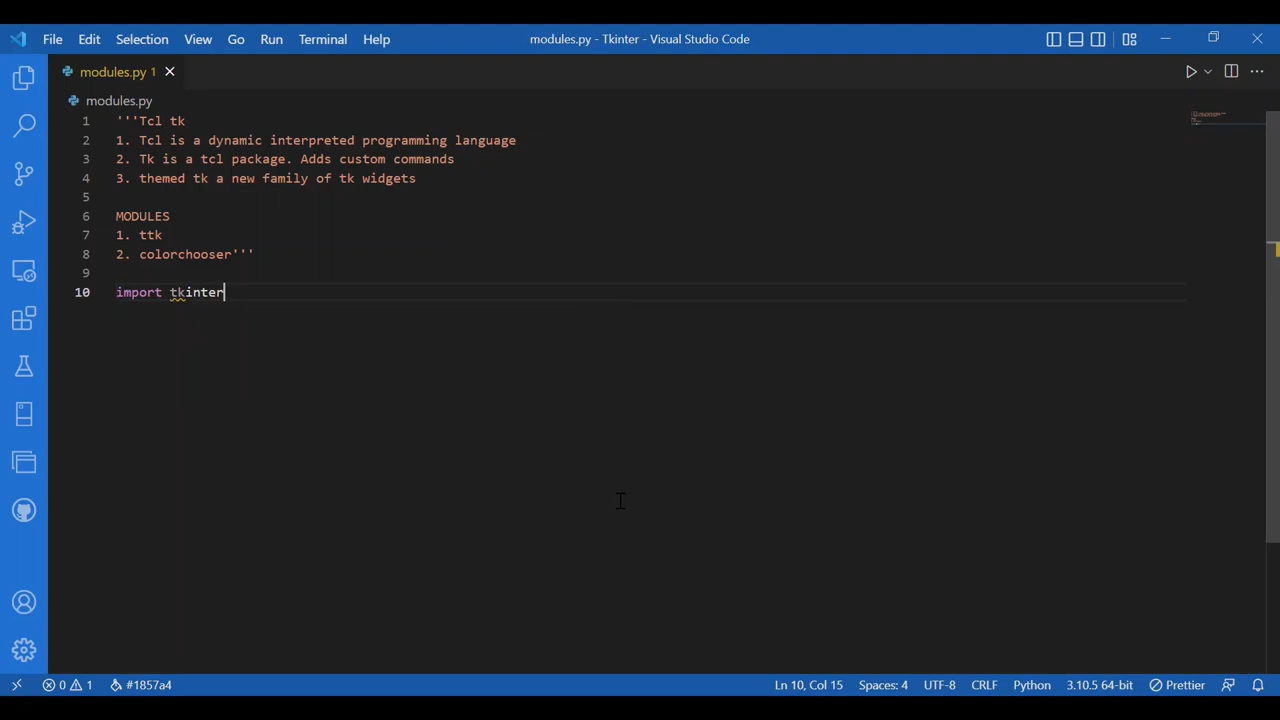 File Edit Selection View Go Run Terminal Help modules.py - Tkinter - Visual Studio Code
modules.py 1
modules.py
1 '''Tcl tk
2 1. Tcl is a dynamic interpreted programming language
3 2. Tk is a tcl package. Adds custom commands
4 3. themed tk a new family of tk widgets
5
6 MODULES
7 1. ttk
8 2. colorchooser'''
9
10 import tkinter
0 1 #1857a4 Ln 10, Col 15 Spaces: 4 UTF-8 CRLF Python 3.10.5 64-bit Prettier